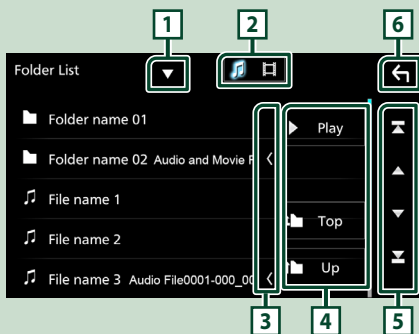 1 2 6
Folder List
Folder name 01
Play
Folder name 02 Audio and Movie F
File name 1
Top
File name 2
Up
File name 3 Audio File0001-000_00
3 4 5